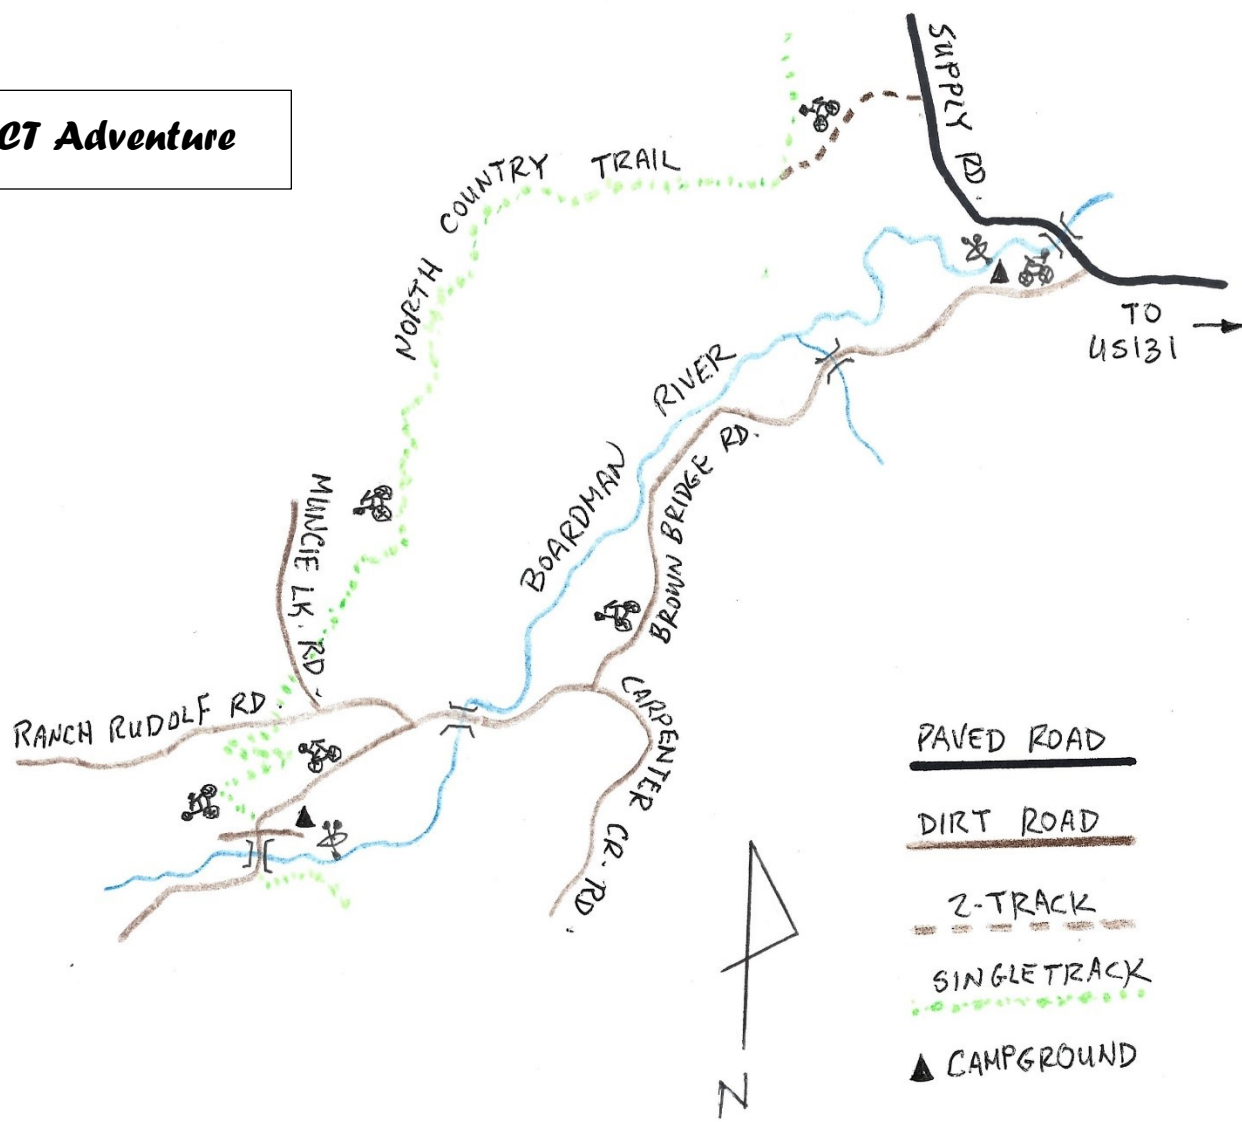 CT Adventure
SUPPLY RD.
NORTH COUNTRY TRAIL
TO
US131
BOARDMAN RIVER
BROWN BRIDGE RD.
MUNCIE LK. RD.
RANCH RUDOLF RD.
CARPENTER CR. RD.
PAVED ROAD
DIRT ROAD
2-TRACK
SINGLETRACK
CAMPGROUND
N